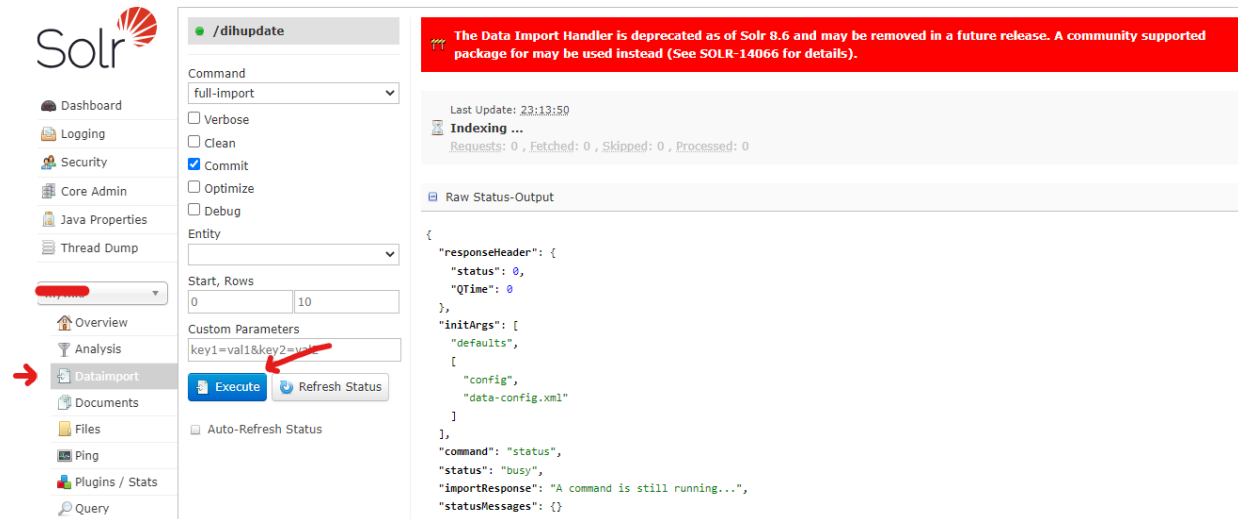 Solr
Dashboard
Logging
Security
Core Admin
Java Properties
Thread Dump
Overview
Analysis
Dataimport
Documents
Files
Ping
Plugins / Stats
Query
/dihupdate
Command
full-import
Verbose
Clean
Commit
Optimize
Debug
Entity
Start, Rows
0 10
Custom Parameters
key1=val1&key2=val2
Execute Refresh Status
Auto-Refresh Status
The Data Import Handler is deprecated as of Solr 8.6 and may be removed in a future release. A community supported
package for may be used instead (See SOLR-14066 for details).
Last Update: 23:13:50
Indexing ...
Requests: 0 , Fetched: 0 , Skipped: 0 , Processed: 0
Raw Status-Output
{
"responseHeader": {
"status": 0,
"QTime": 0
},
"initArgs": [
"defaults",
[
"config",
"data-config.xml"
]
],
"command": "status",
"status": "busy",
"importResponse": "A command is still running...",
"statusMessages": {}